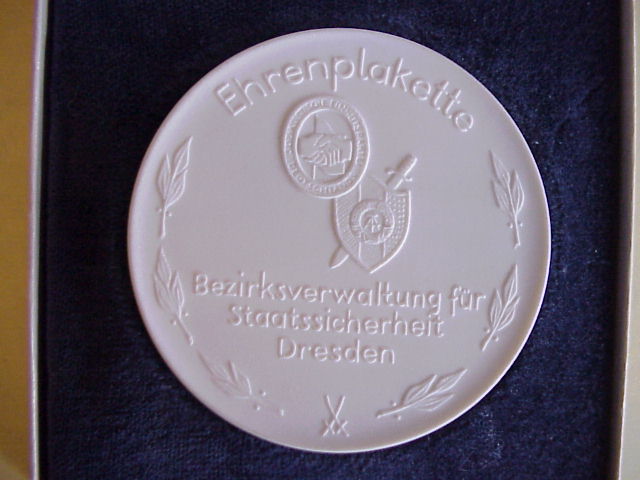 Ehrenplakette
Bezirksverwaltung für
Staatssicherheit
Dresden